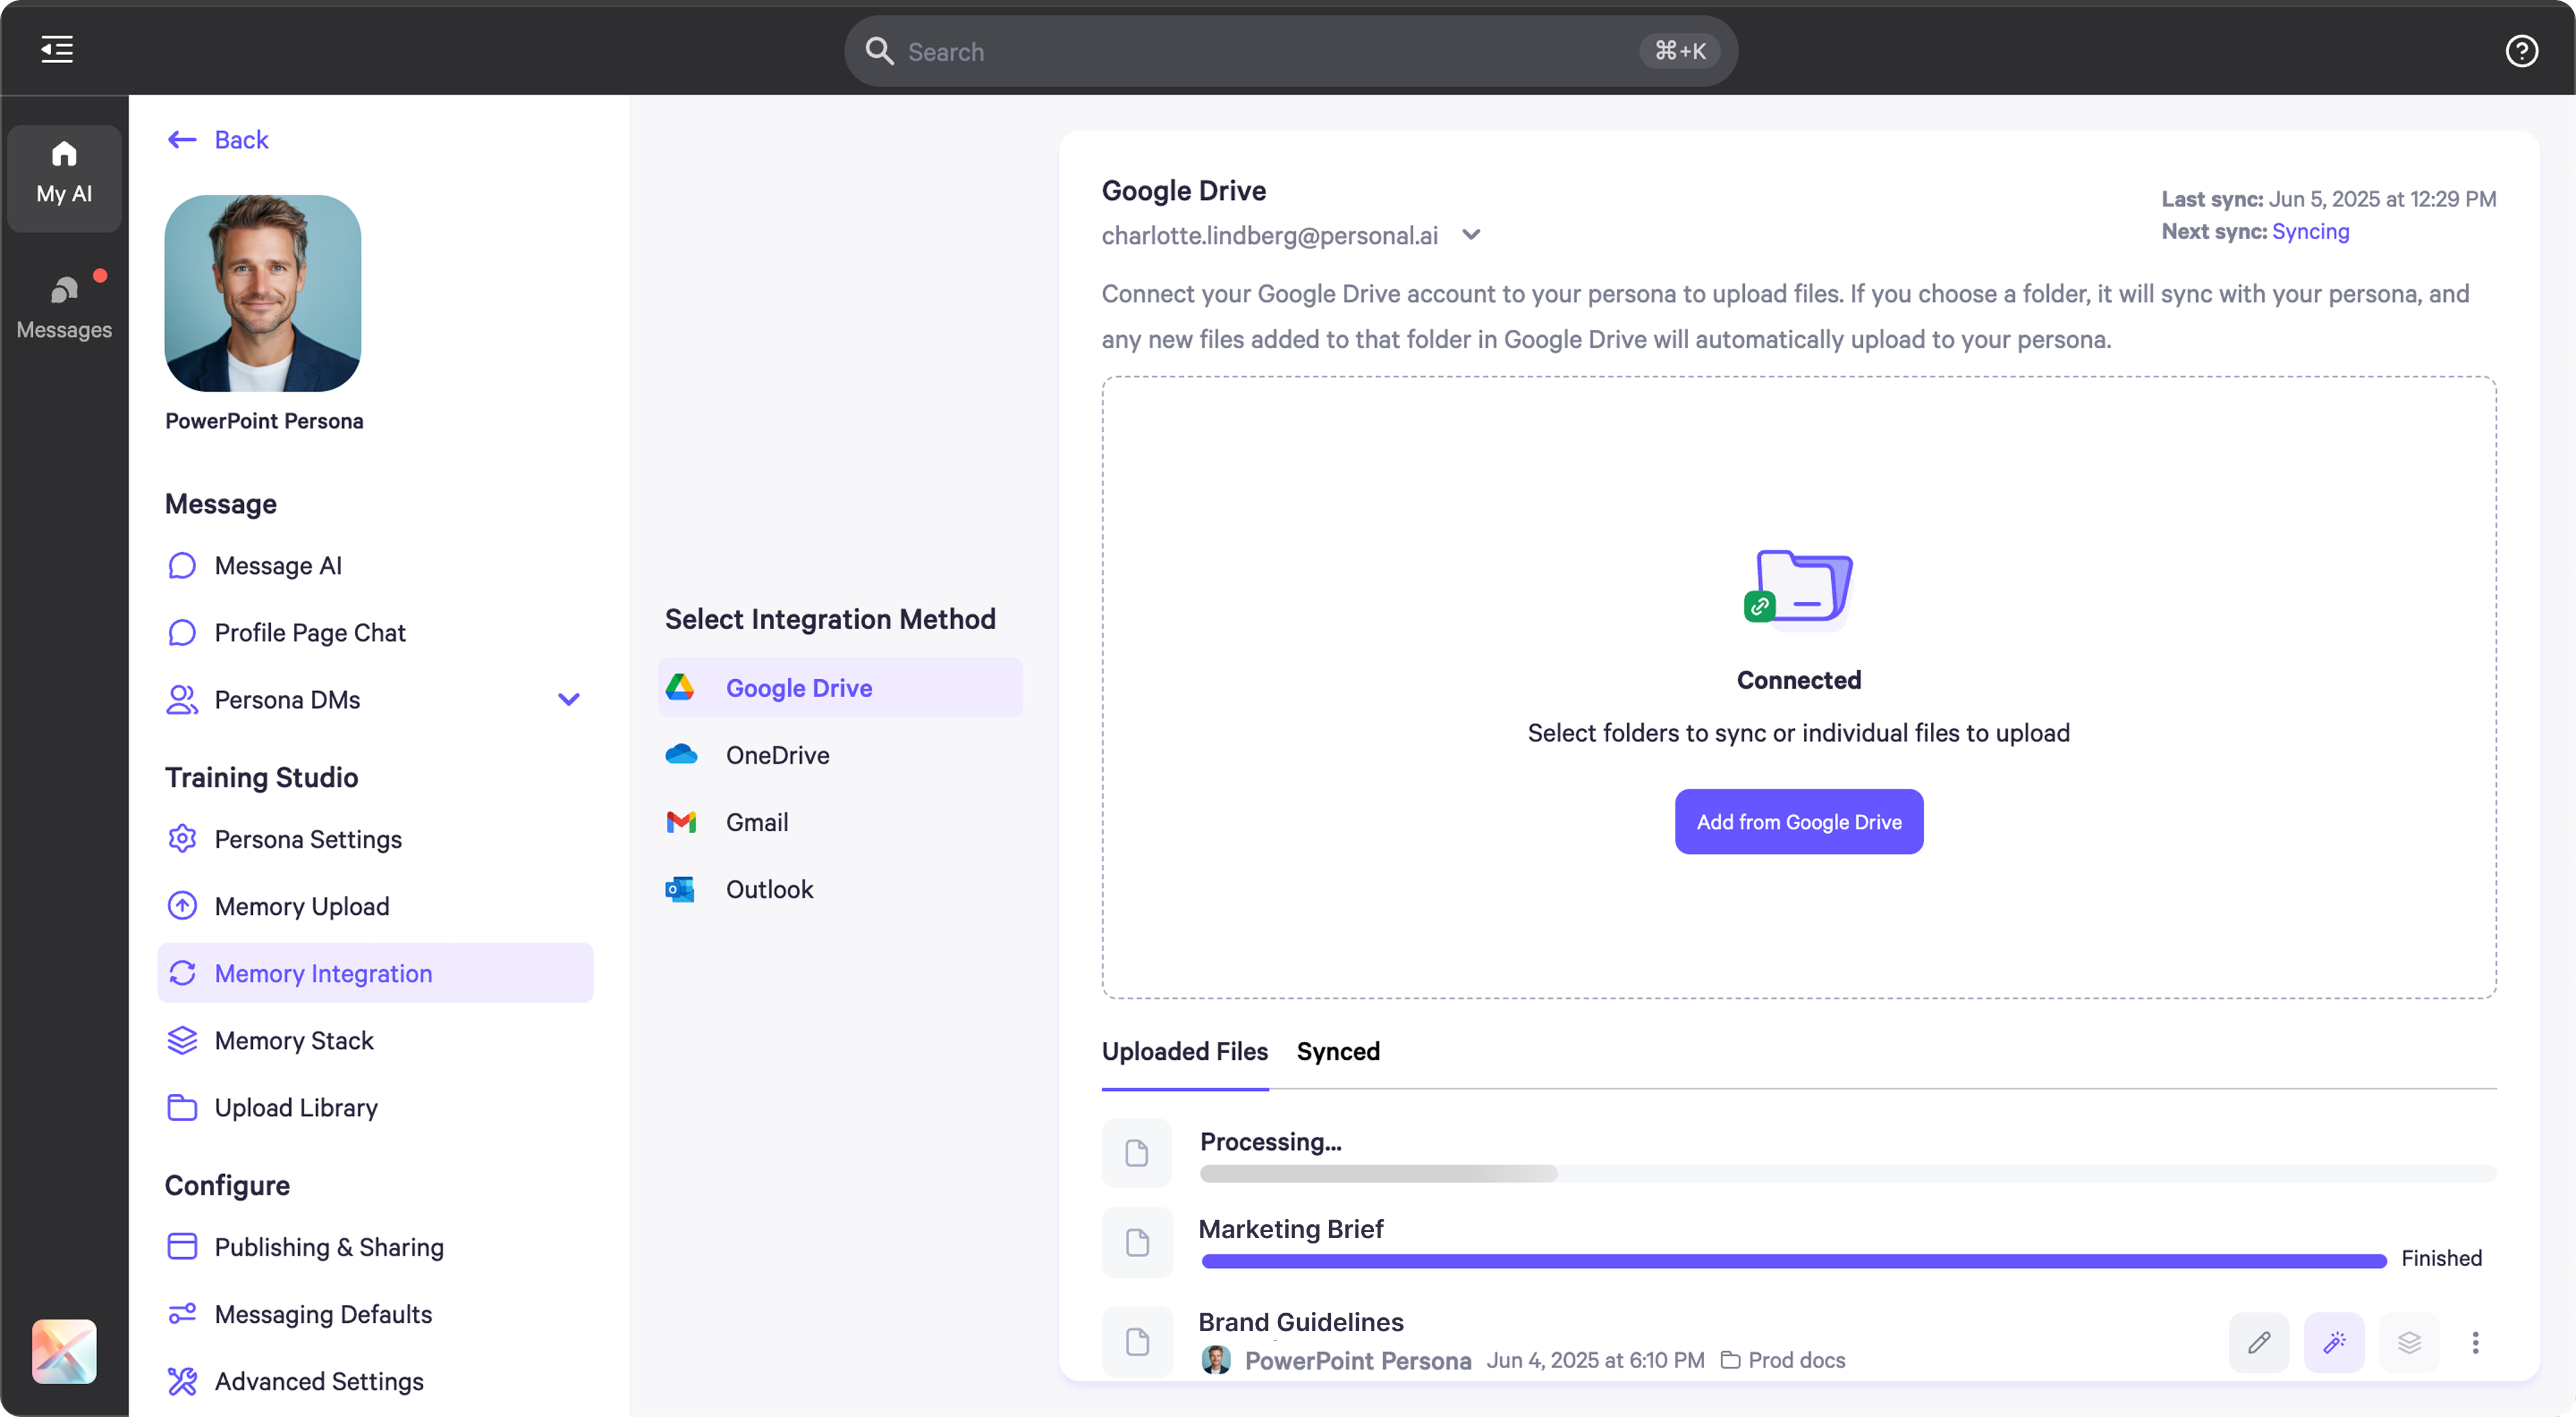 Search
⌘+K
My AI
Messages
Back
PowerPoint Persona
Message
Message AI
Profile Page Chat
Persona DMs
Training Studio
Persona Settings
Memory Upload
Memory Integration
Memory Stack
Upload Library
Configure
Publishing & Sharing
Messaging Defaults
Advanced Settings
Select Integration Method
Google Drive
OneDrive
Gmail
Outlook
Google Drive
charlotte.lindberg@personal.ai
Last sync: Jun 5, 2025 at 12:29 PM
Next sync: Syncing
Connect your Google Drive account to your persona to upload files. If you choose a folder, it will sync with your persona, and
any new files added to that folder in Google Drive will automatically upload to your persona.
Connected
Select folders to sync or individual files to upload
Add from Google Drive
Uploaded Files Synced
Processing...
Marketing Brief
Finished
Brand Guidelines
PowerPoint Persona Jun 4, 2025 at 6:10 PM Prod docs